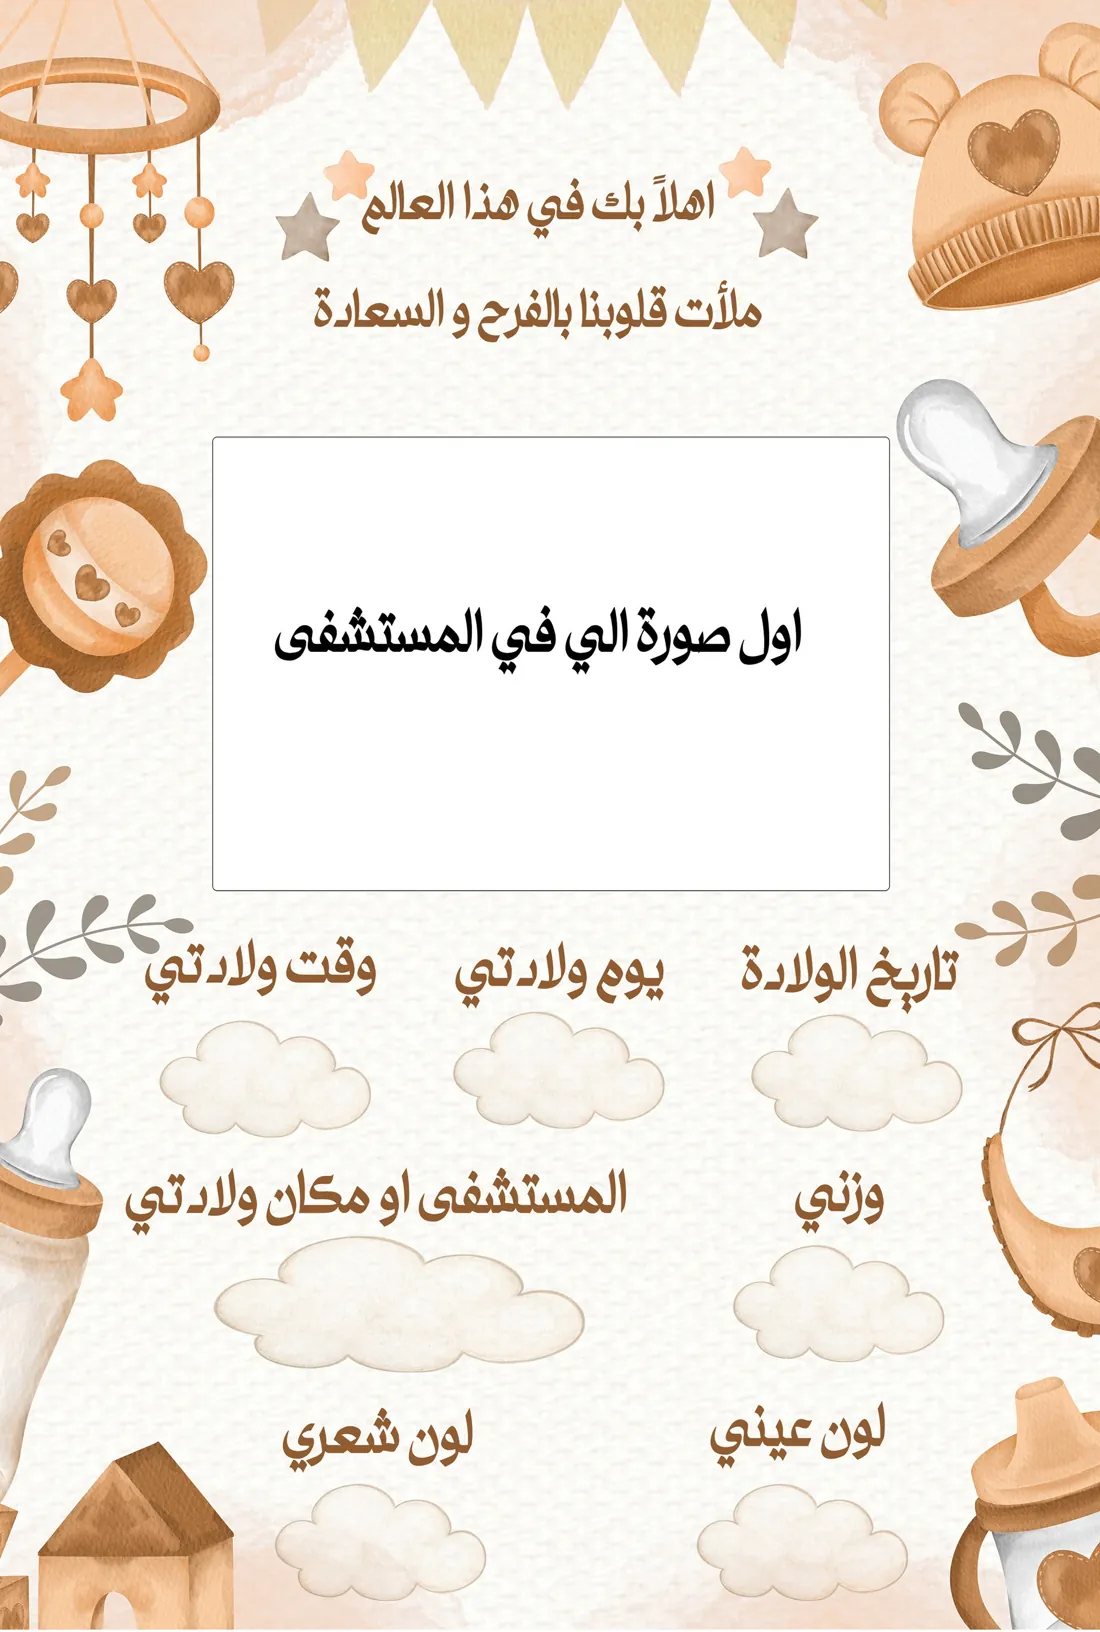 اهلاً بك في هذا العالم
ملأت قلوبنا بالفرح و السعادة
اول صورة الي في المستشفى
تاريخ الولادة
يوم ولادتي
وقت ولادتي
وزني
المستشفى او مكان ولادتي
لون عيني
لون شعري